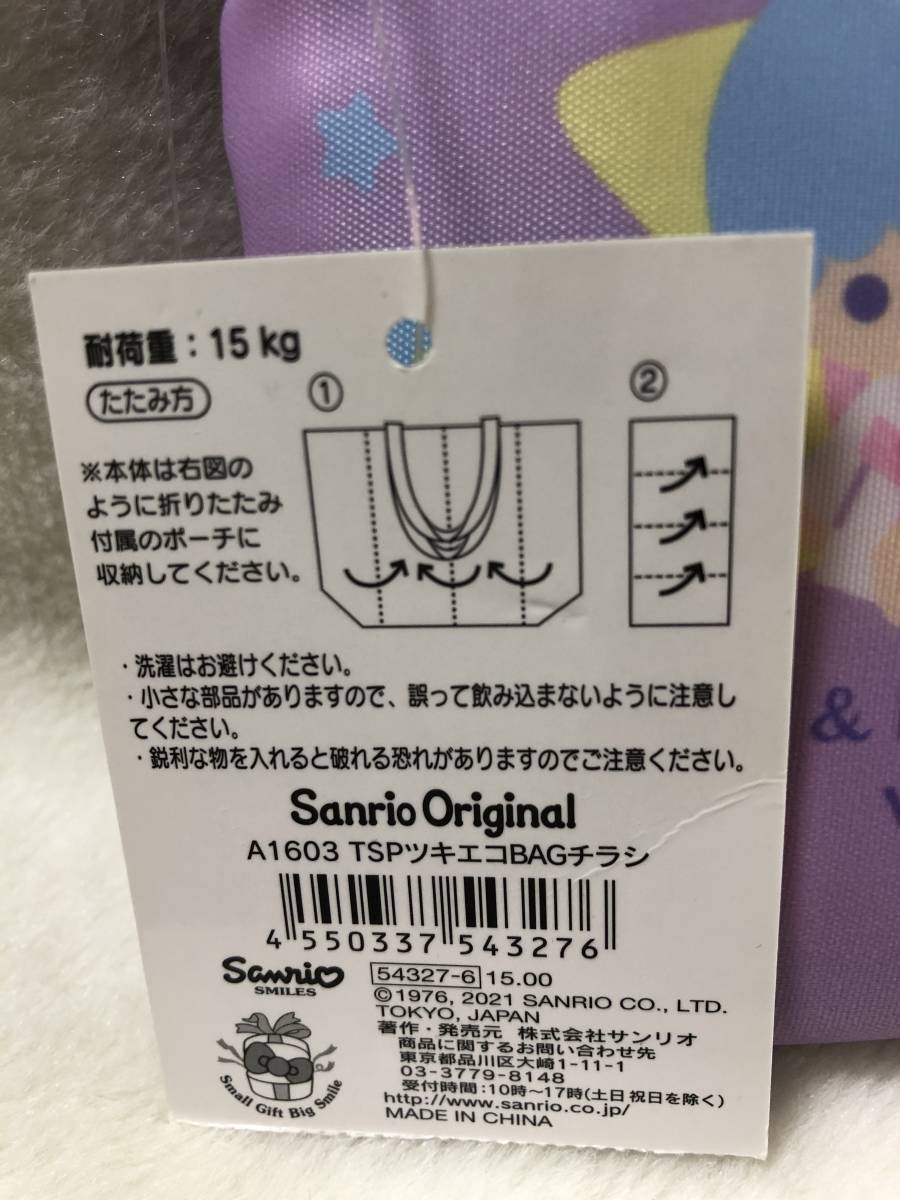 耐荷重：15kg
たたみ方
①
②
※本体は右図の
ように折りたたみ
付属のポーチに
収納してください。
・洗濯はお避けください。
・小さな部品がありますので、誤って飲み込まないように注意し
てください。
・鋭利な物を入れると破れる恐れがありますのでご注意ください。
Sanrio Original
A1603 TSPツキエコBAGチラシ
4 550337 543276
Sanrio
SMILES
Small Gift Big Smile
54327-6 15.00
©1976, 2021 SANRIO CO., LTD.
TOKYO, JAPAN
著作・発売元 株式会社サンリオ
商品に関するお問い合わせ先
東京都品川区大崎1-11-1
03-3779-8148
受付時間：10時〜17時(土日祝日を除く)
http://www.sanrio.co.jp/
MADE IN CHINA
&